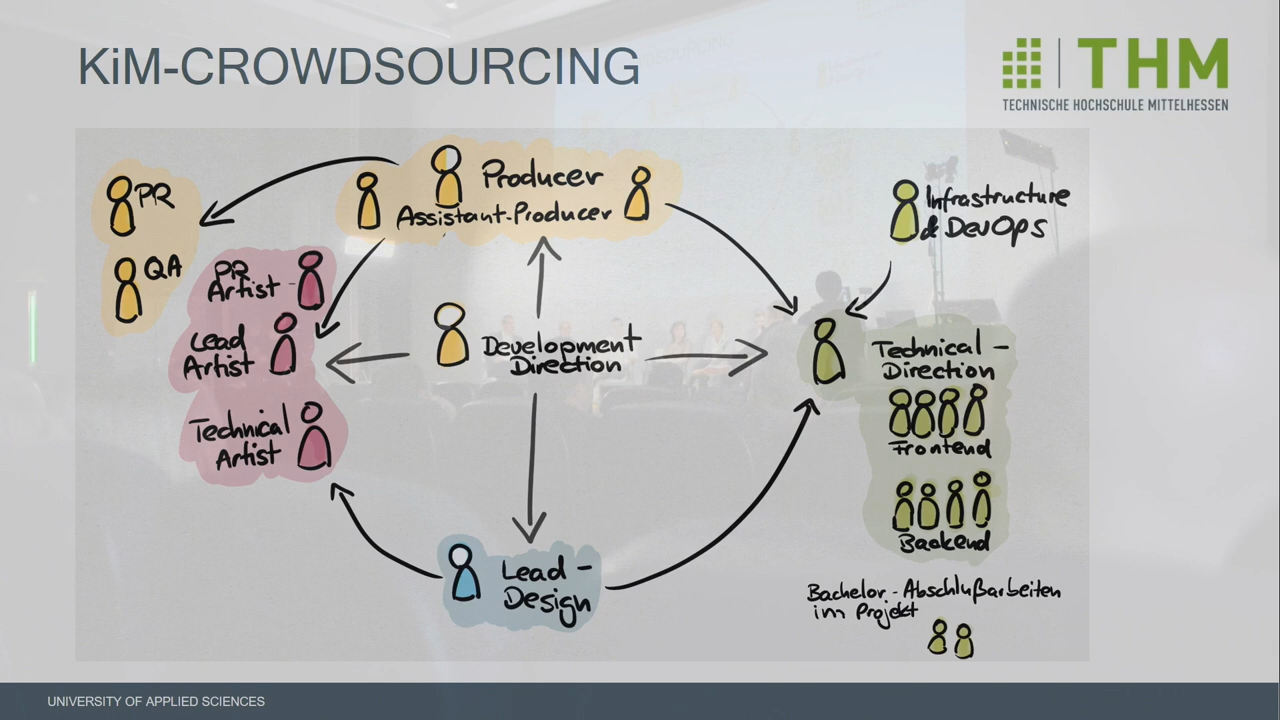 KiM-CROWDSOURCING
THM
TECHNISCHE HOCHSCHULE MITTELHESSEN
PR
QA
Producer
Assistant-Producer
Infrastructure
& DevOps
PR
Artist
Lead
Artist
Technical
Artist
Development
Direction
Technical-
Direction
Frontend
Backend
Lead-
Design
Bachelor-Abschlußarbeiten
im Projekt
UNIVERSITY OF APPLIED SCIENCES